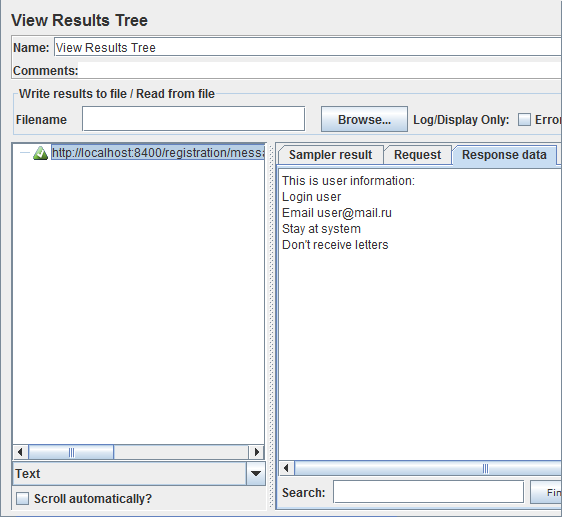 View Results Tree
Name: View Results Tree
Comments:
Write results to file / Read from file
Filename Browse... Log/Display Only: Erro
http://localhost:8400/registration/messa
Sampler result Request Response data
This is user information:
Login user
Email user@mail.ru
Stay at system
Don't receive letters
Text
Search: Fin
Scroll automatically?